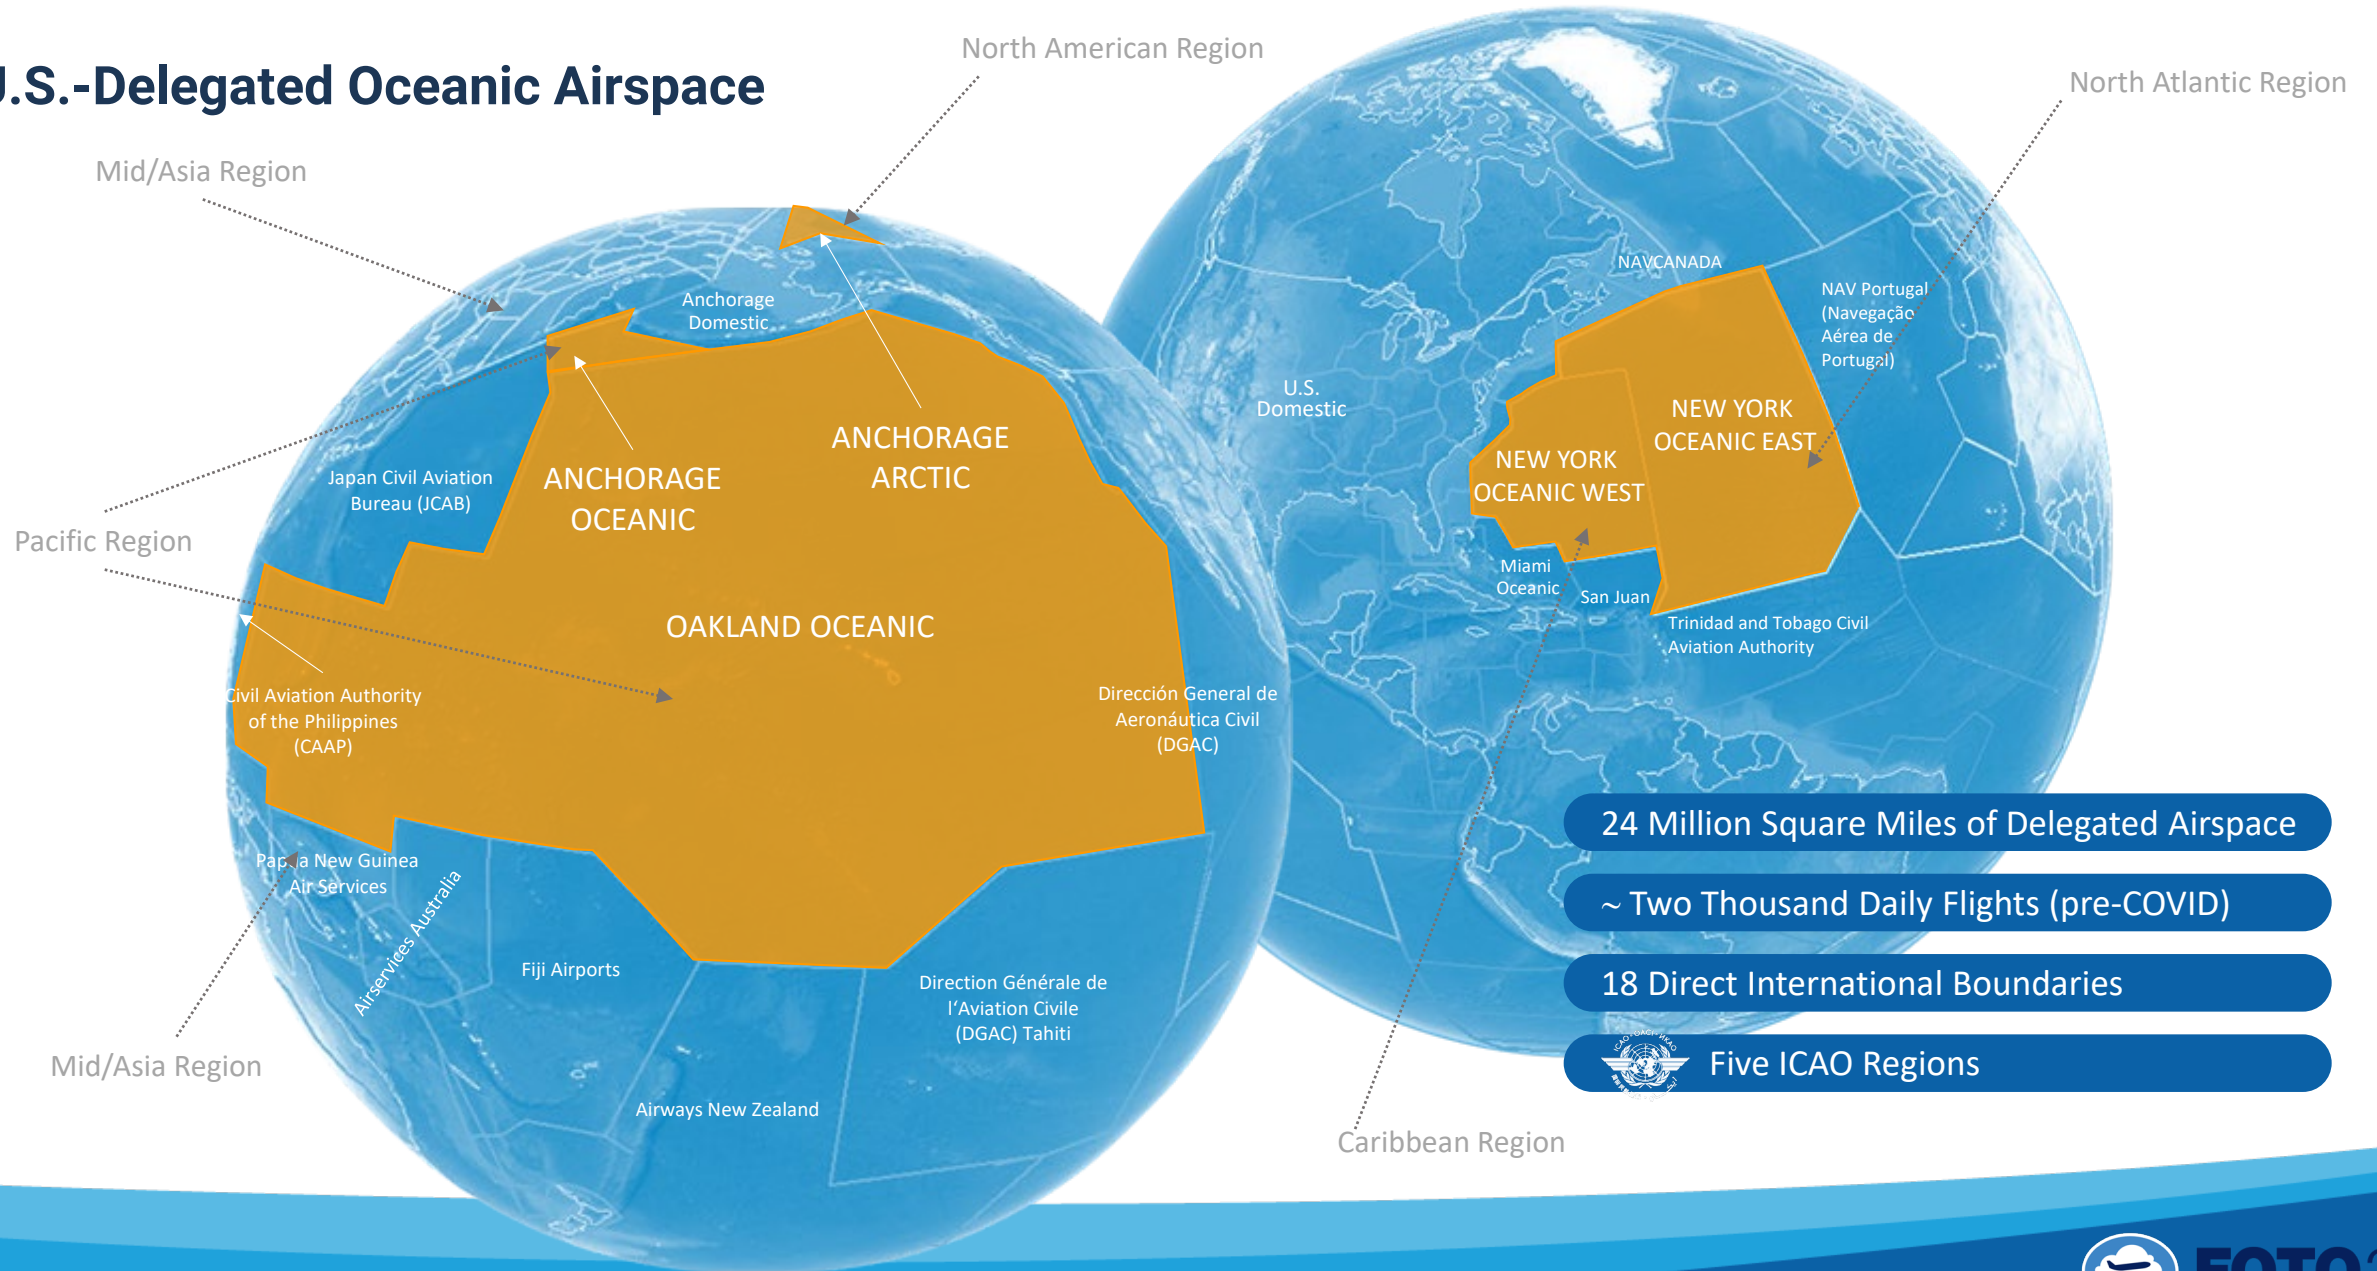 U.S.-Delegated Oceanic Airspace
North American Region
North Atlantic Region
Mid/Asia Region
Anchorage
Domestic
NAVCANADA
NAV Portugal
(Navegação
Aérea de
Portugal)
U.S.
Domestic
ANCHORAGE
ARCTIC
ANCHORAGE
OCEANIC
Japan Civil Aviation
Bureau (JCAB)
NEW YORK
OCEANIC EAST
NEW YORK
OCEANIC WEST
Pacific Region
Miami
Oceanic
San Juan
OAKLAND OCEANIC
Trinidad and Tobago Civil
Aviation Authority
Civil Aviation Authority
of the Philippines
(CAAP)
Dirección General de
Aeronáutica Civil
(DGAC)
Papua New Guinea
Air Services
Airservices Australia
Fiji Airports
Direction Générale de
l‘Aviation Civile
(DGAC) Tahiti
Airways New Zealand
Mid/Asia Region
Caribbean Region
24 Million Square Miles of Delegated Airspace
~ Two Thousand Daily Flights (pre-COVID)
18 Direct International Boundaries
Five ICAO Regions